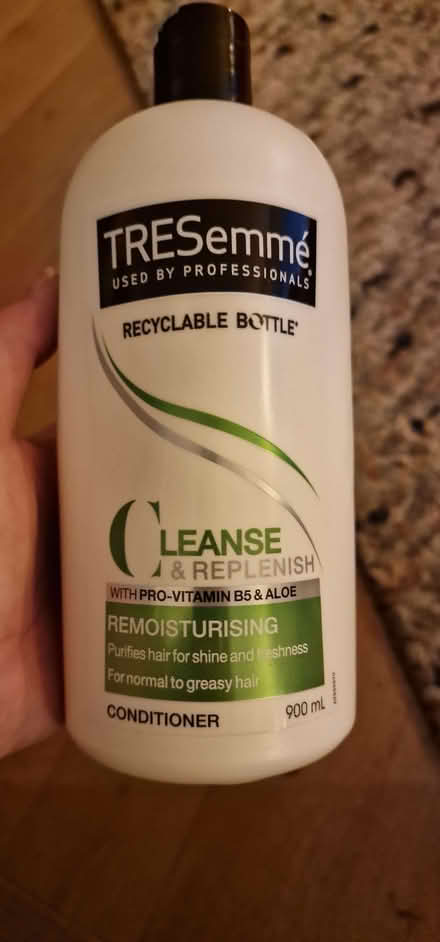 TRESemmé
USED BY PROFESSIONALS
RECYCLABLE BOTTLE*
CLEANSE
& REPLENISH
WITH PRO-VITAMIN B5 & ALOE
REMOISTURISING
Purifies hair for shine and freshness
For normal to greasy hair
CONDITIONER 900 mL